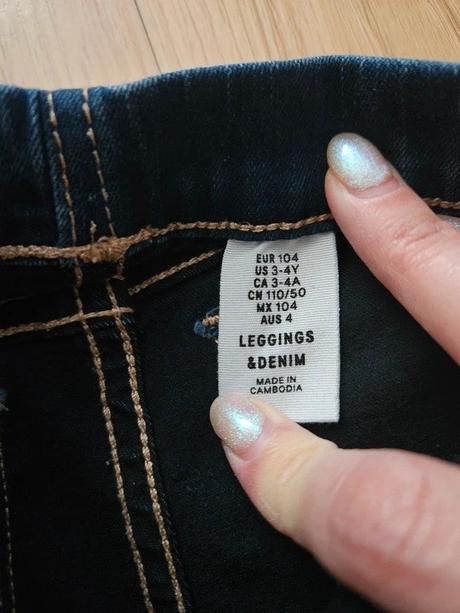 EUR 104
US 3-4Y
CA 3-4A
CN 110/50
MX 104
AUS 4
LEGGINGS
&DENIM
MADE IN
CAMBODIA